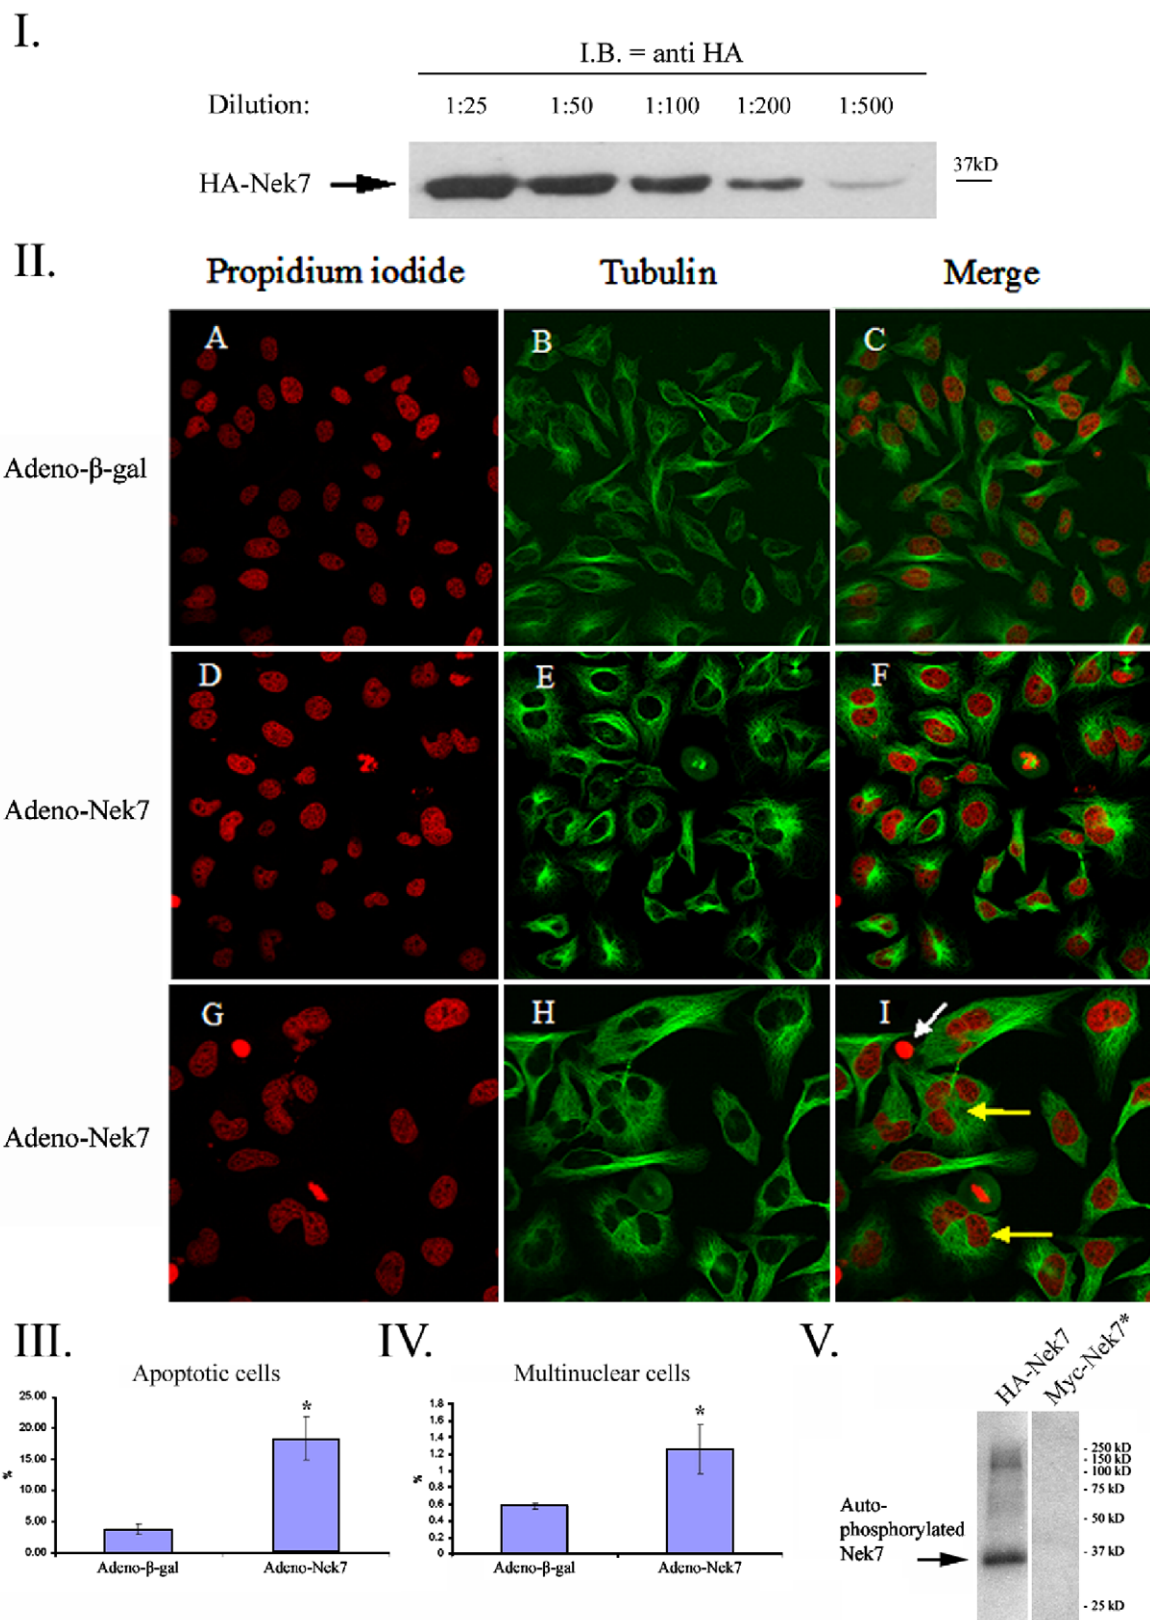 I.
I.B. = anti HA
Dilution: 1:25 1:50 1:100 1:200 1:500
HA-Nek7
37kD
II.
Propidium iodide Tubulin Merge
A B C
Adeno-β-gal
D E F
Adeno-Nek7
G H I
Adeno-Nek7
III.
Apoptotic cells
25.00
20.00
15.00
10.00
5.00
0.00
%
*
Adeno-β-gal Adeno-Nek7
IV.
Multinuclear cells
1.8
1.6
1.4
1.2
1
0.8
0.6
0.4
0.2
0
%
*
Adeno-β-gal Adeno-Nek7
V.
HA-Nek7
Myc-Nek7*
- 250 kD
- 150 kD
- 100 kD
- 75 kD
- 50 kD
- 37 kD
- 25 kD
Auto-
phosphorylated
Nek7